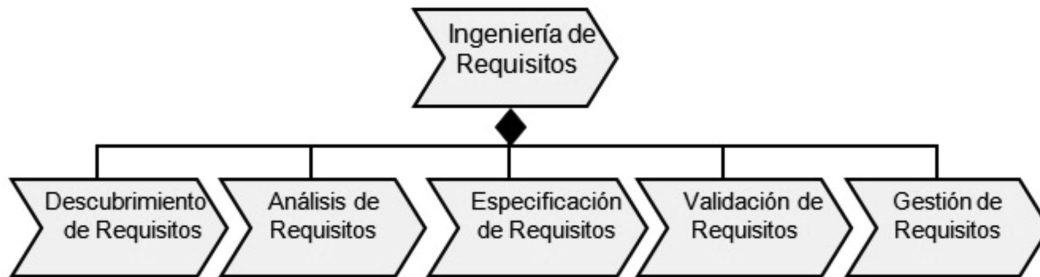 Ingeniería de
Requisitos
Descubrimiento
de Requisitos
Análisis de
Requisitos
Especificación
de Requisitos
Validación de
Requisitos
Gestión de
Requisitos